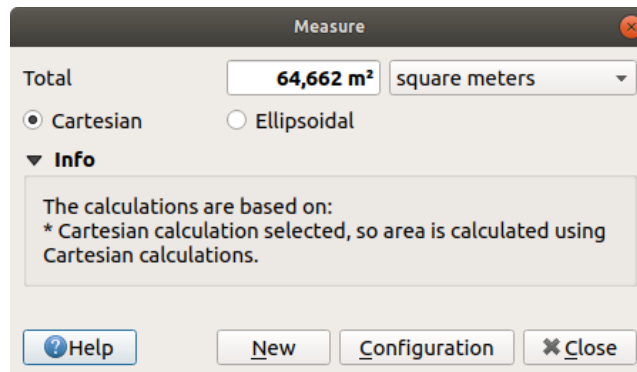 Measure
Total 64,662 m² square meters
Cartesian Ellipsoidal
Info
The calculations are based on:
* Cartesian calculation selected, so area is calculated using
Cartesian calculations.
Help New Configuration Close